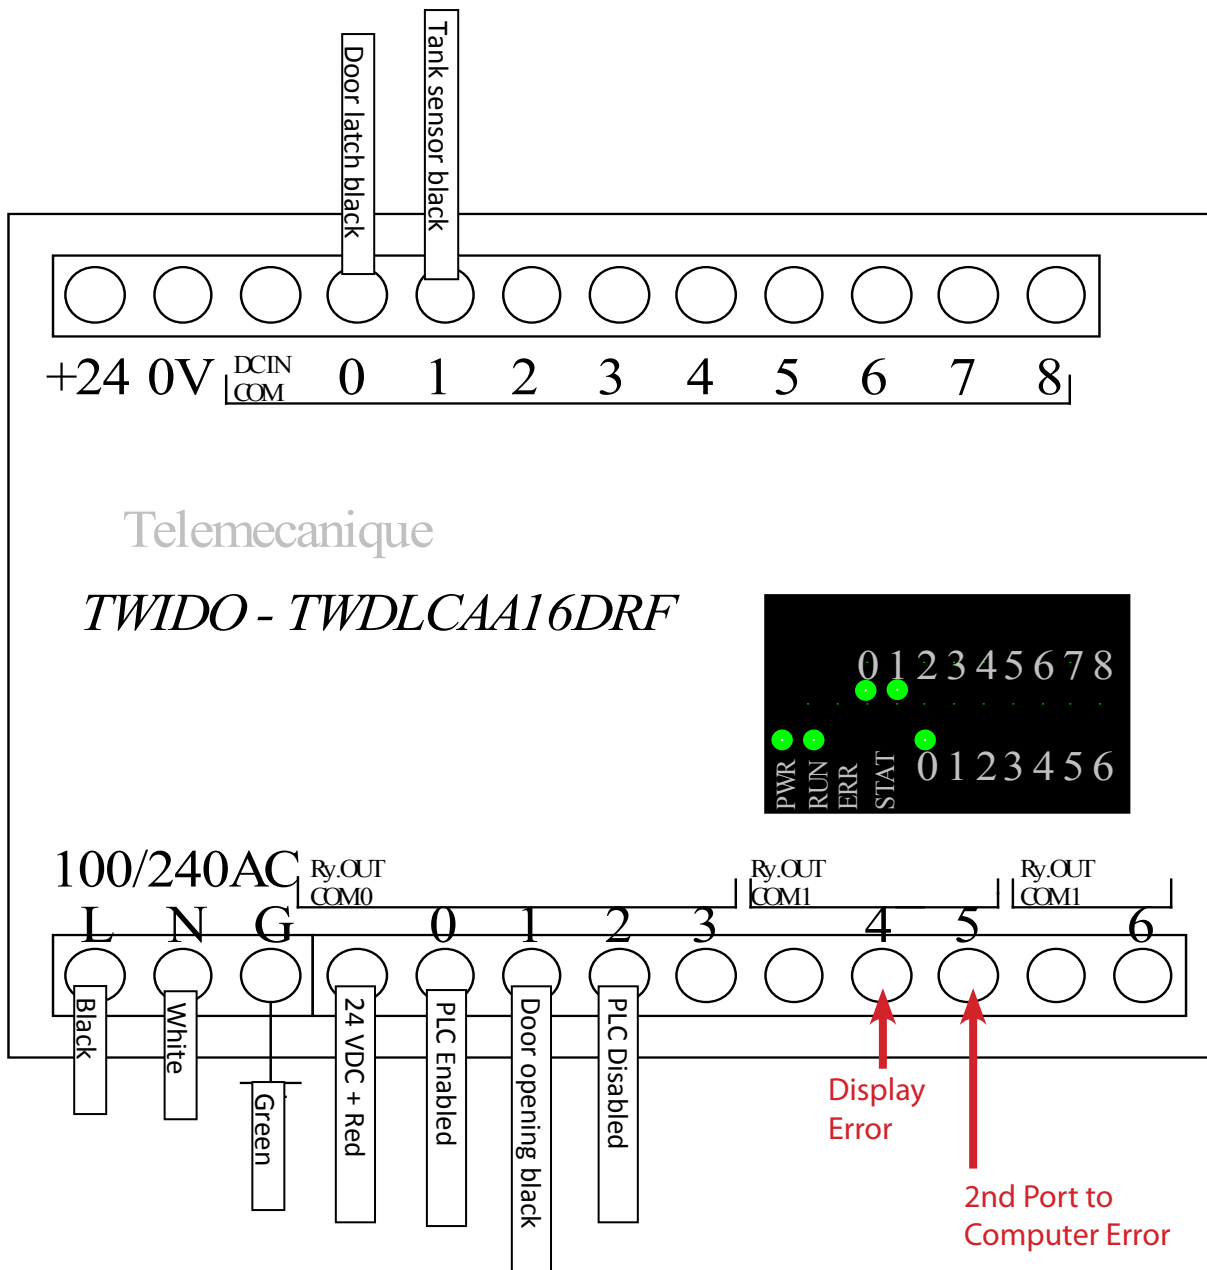 Door latch black
Tank sensor black
+24 0V DCIN COM 0 1 2 3 4 5 6 7 8
Telemecanique
TWIDO - TWDLCAA16DRF
0 1 2 3 4 5 6 7 8
PWR RUN ERR STAT 0 1 2 3 4 5 6
100/240AC Ry.OUT COM0 Ry.OUT COM1 Ry.OUT COM1
L N G 0 1 2 3 4 5 6
Black
White
Green
24 VDC + Red
PLC Enabled
Door opening black
PLC Disabled
Display
Error
2nd Port to
Computer Error